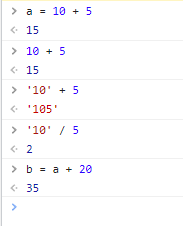 > a = 10 + 5
<· 15
> 10 + 5
<· 15
> '10' + 5
<· '105'
> '10' / 5
<· 2
> b = a + 20
<· 35
>